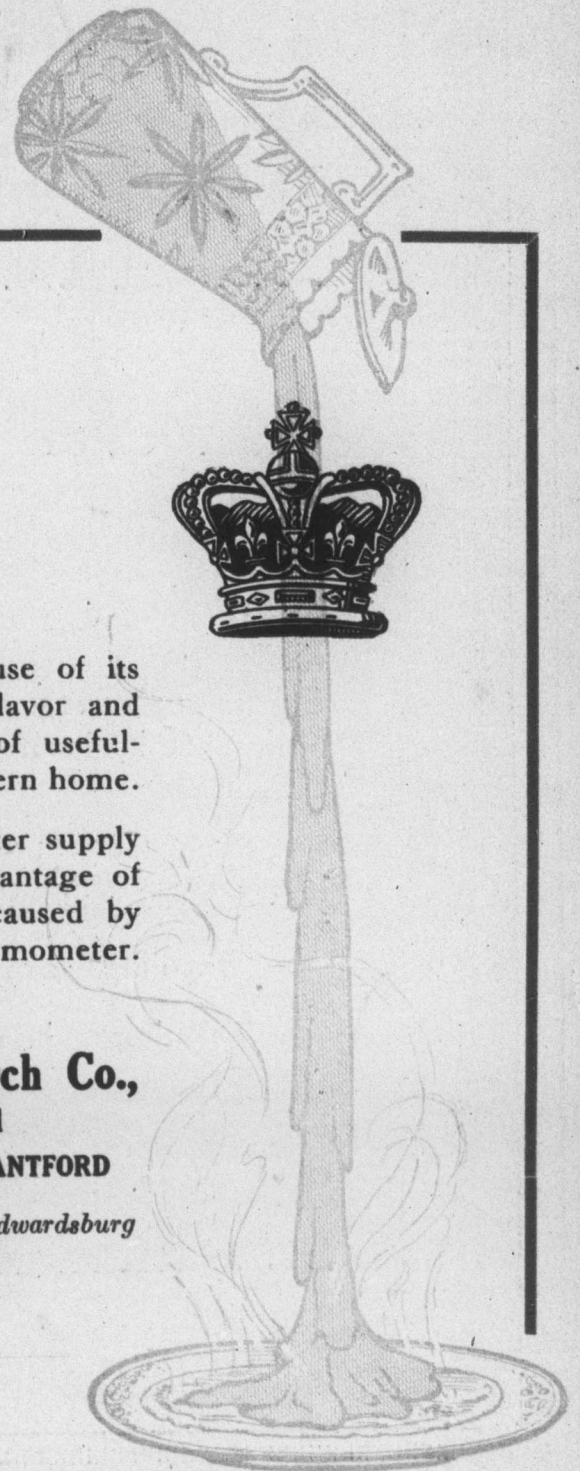 use of its
lavor and
of useful-
ern home.
er supply
antage of
caused by
mometer.
ch Co.,
ANTFORD
dwardsburg